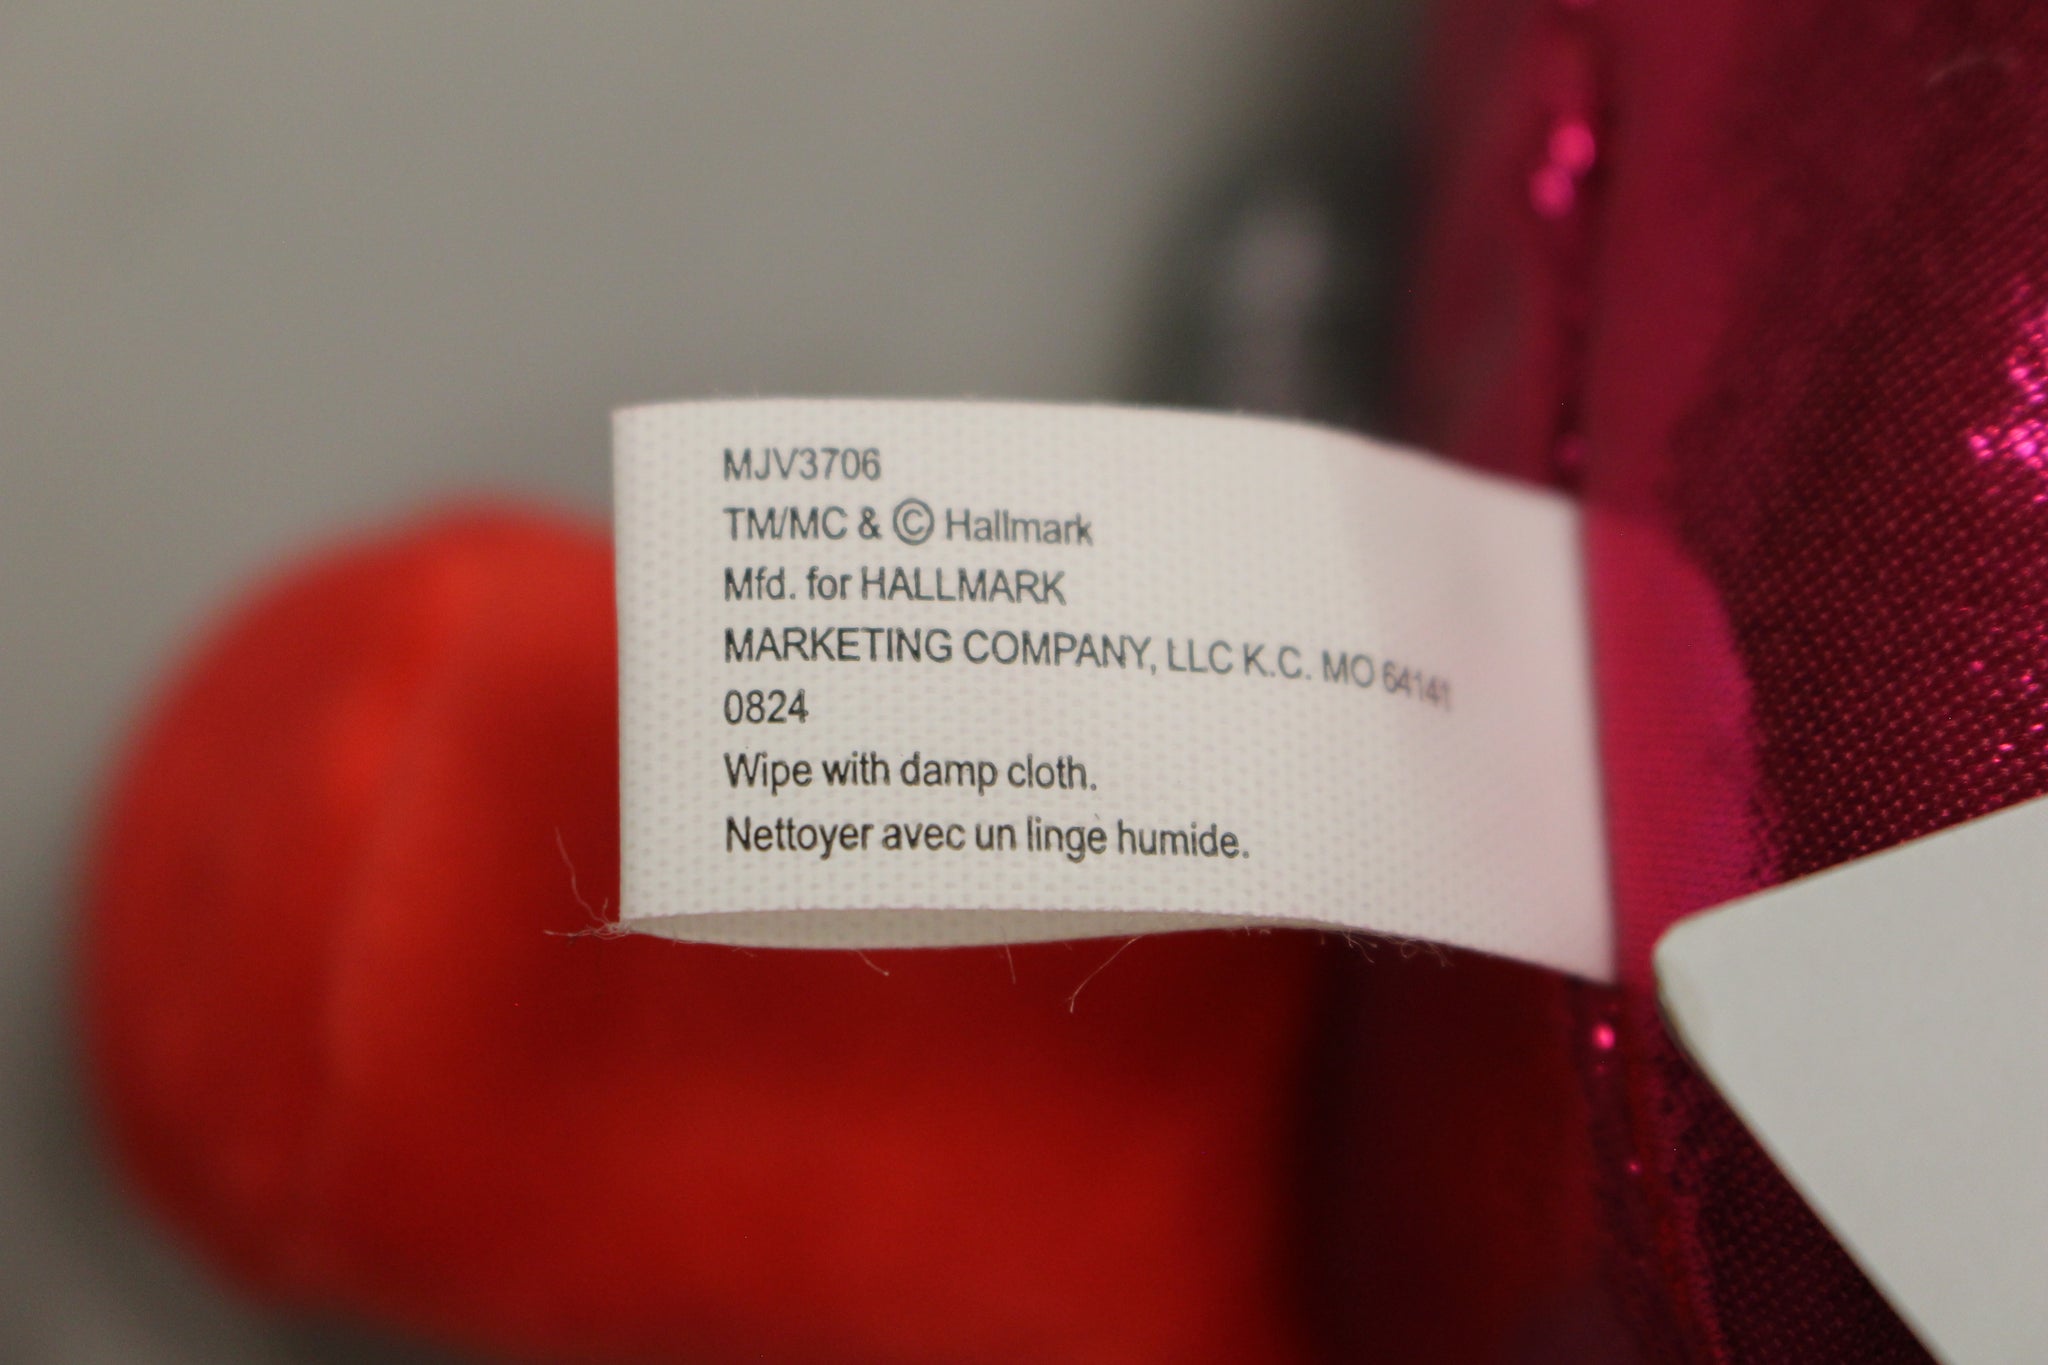 MJV3706
TM/MC & © Hallmark
Mfd. for HALLMARK
MARKETING COMPANY, LLC K.C. MO 64141
0824
Wipe with damp cloth.
Nettoyer avec un linge humide.